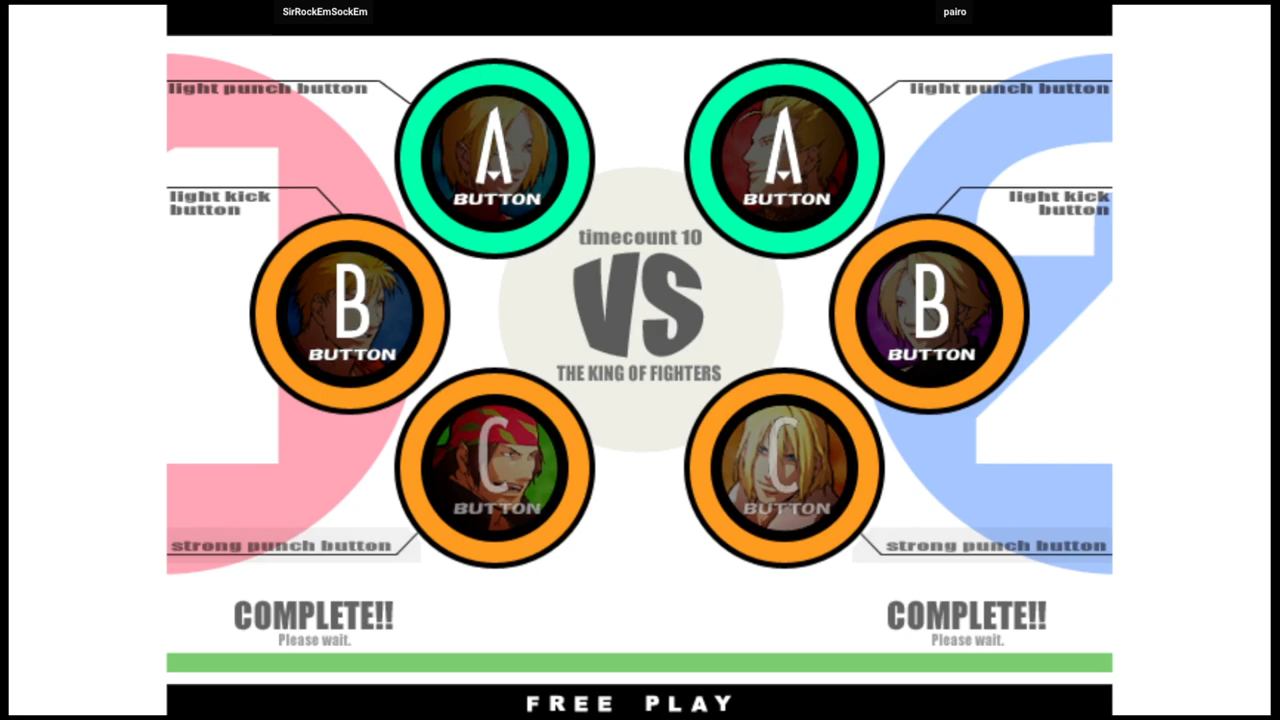 SirRockEmSockEm
pairo
light punch button
light punch button
A
BUTTON
A
BUTTON
light kick
button
light kick
button
B
BUTTON
B
BUTTON
timecount 10
VS
THE KING OF FIGHTERS
C
BUTTON
C
BUTTON
strong punch button
strong punch button
COMPLETE!!
Please wait.
COMPLETE!!
Please wait.
FREE PLAY